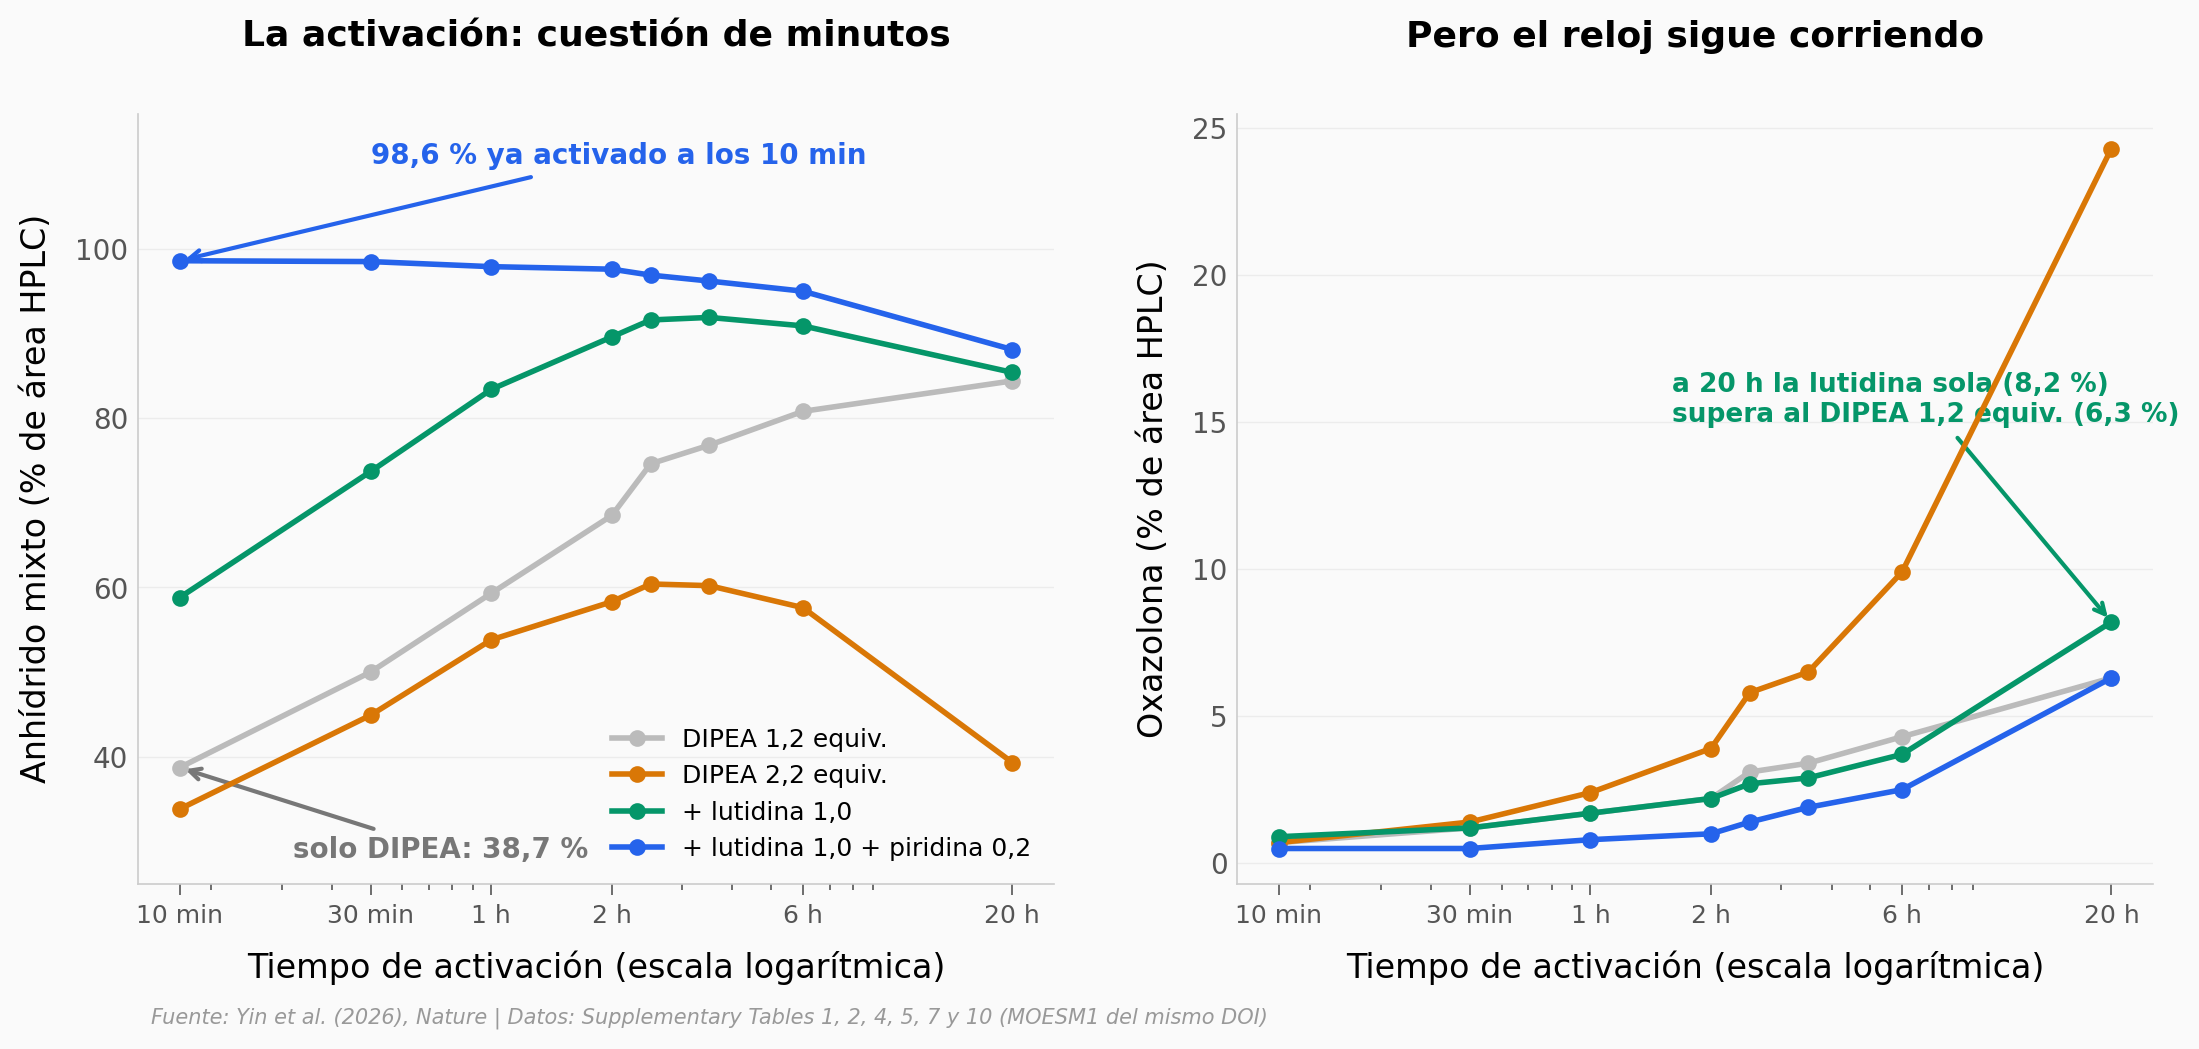 La activación: cuestión de minutos
Anhídrido mixto (% de área HPLC)
100
80
60
40
98,6 % ya activado a los 10 min
solo DIPEA: 38,7 %
DIPEA 1,2 equiv.
DIPEA 2,2 equiv.
+ lutidina 1,0
+ lutidina 1,0 + piridina 0,2
10 min
30 min
1 h
2 h
6 h
20 h
Tiempo de activación (escala logarítmica)
Pero el reloj sigue corriendo
Oxazolona (% de área HPLC)
25
20
15
10
5
0
a 20 h la lutidina sola (8,2 %)
supera al DIPEA 1,2 equiv. (6,3 %)
10 min
30 min
1 h
2 h
6 h
20 h
Tiempo de activación (escala logarítmica)
Fuente: Yin et al. (2026), Nature | Datos: Supplementary Tables 1, 2, 4, 5, 7 y 10 (MOESM1 del mismo DOI)